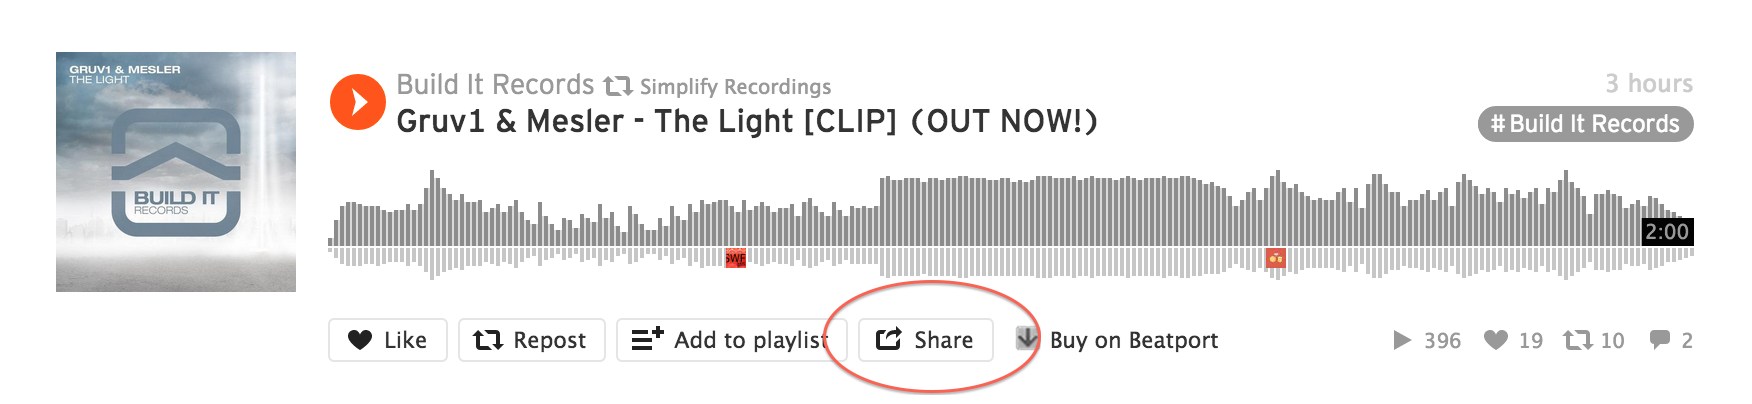 GRUV1 & MESLER
THE LIGHT
BUILD IT
RECORDS
Build It Records Simplify Recordings
3 hours
Gruv1 & Mesler - The Light [CLIP] (OUT NOW!)
# Build It Records
2:00
SWF
Like Repost Add to playlist Share Buy on Beatport 396 19 10 2